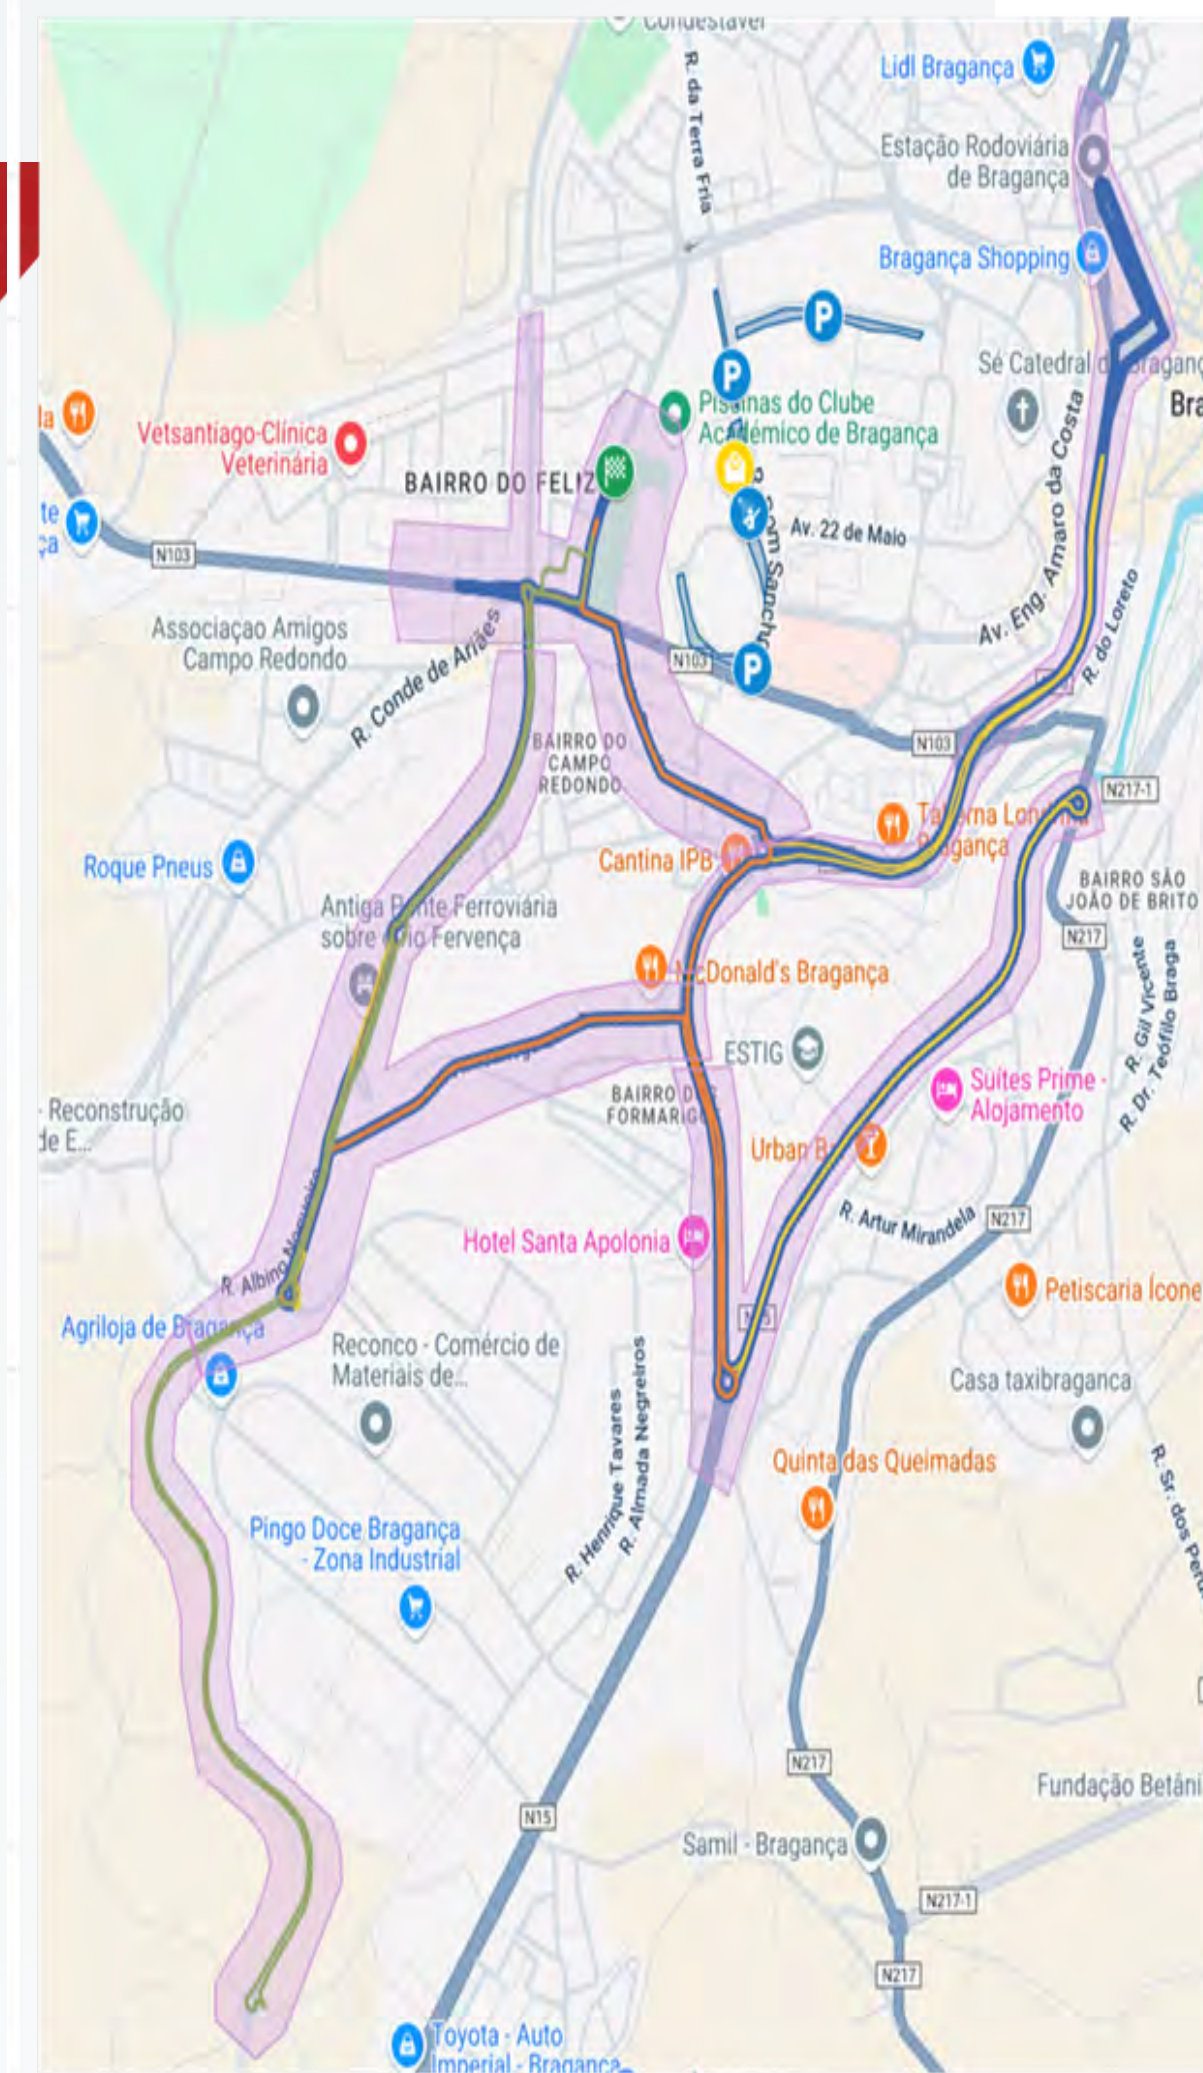 Condestável
Lidl Bragança
R. da Terra Fria
Estação Rodoviária
de Bragança
Bragança Shopping
Sé Catedral d
Bra
Piscinas do Clube
Académico de Bragança
Vetsantiago-Clínica
Veterinária
BAIRRO DO FELIZ
P
P
Av. Eng. Amaro da Costa
Av. 22 de Maio
N103
R. do Loreto
Associaçao Amigos
Campo Redondo
R. Conde de Ariães
N103
P
N103
BAIRRO DO
CAMPO
REDONDO
N217-1
Cantina IPB
Roque Pneus
BAIRRO SÃO
JOÃO DE BRITO
Antiga
Ferroviária
sobre
Fervença
N217
McDonald's Bragança
R. Gil Vicente
R. Dr. Teófilo Braga
ESTIG
Suítes Prime -
Alojamento
- Reconstrução
de E...
BAIRRO
Urban
R. Artur Mirandela
N217
Hotel Santa Apolonia
R. Albino
Petiscaria Ícone
Agriloja de Bragança
Reconco - Comércio de
Materiais de...
Casa taxibraganca
R. Henrique Tavares
R. Almada Negreiros
Quinta das Queimadas
Pingo Doce Bragança
- Zona Industrial
R. Sr. dos
N217
Fundação Betâni
N15
Samil - Bragança
N217-1
N217
Toyota - Auto
Imperial - Bragança